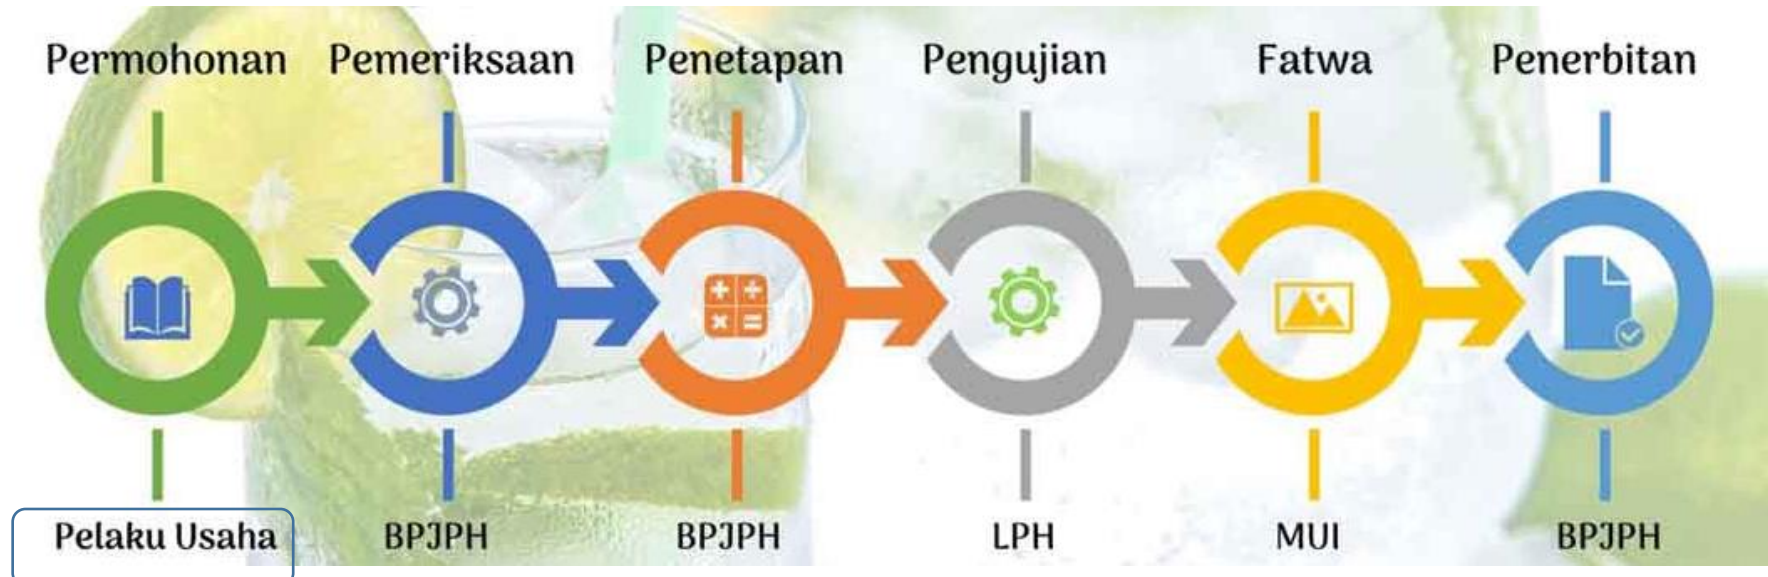 Permohonan Pemeriksaan Penetapan Pengujian Fatwa Penerbitan
Pelaku Usaha BPJPH BPJPH LPH MUI BPJPH